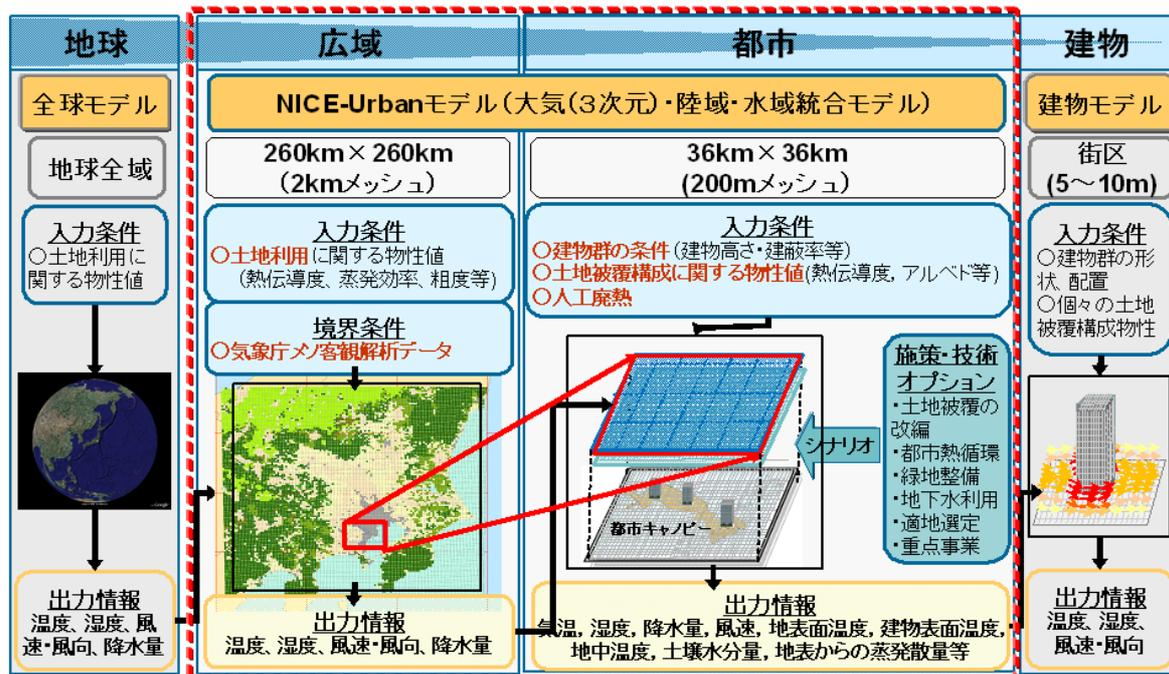 地球
広域
都市
建物
全球モデル
NICE-Urbanモデル(大気(3次元)・陸域・水域統合モデル)
建物モデル
地球全域
260km×260km
(2kmメッシュ)
36km×36km
(200mメッシュ)
街区
(5~10m)
入力条件
○土地利用に
関する物性値
入力条件
○土地利用に関する物性値
(熱伝導度、蒸発効率、粗度等)
境界条件
○気象庁メソ客観解析データ
入力条件
○建物群の条件(建物高さ・建蔽率等)
○土地被覆構成に関する物性値(熱伝導度,アルベド等)
○人工廃熱
入力条件
○建物群の形
状、配置
○個々の土地
被覆構成物性
施策・技術
オプション
・土地被覆の
改編
・都市熱循環
・緑地整備
・地下水利用
・適地選定
・重点事業
シナリオ
都市キャノピー
Google
出力情報
温度、湿度、風
速・風向、降水量
出力情報
温度、湿度、風速・風向、降水量
出力情報
気温,湿度,降水量,風速,地表面温度,建物表面温度,
地中温度,土壌水分量,地表からの蒸発散量等
出力情報
温度、湿度、
風速・風向